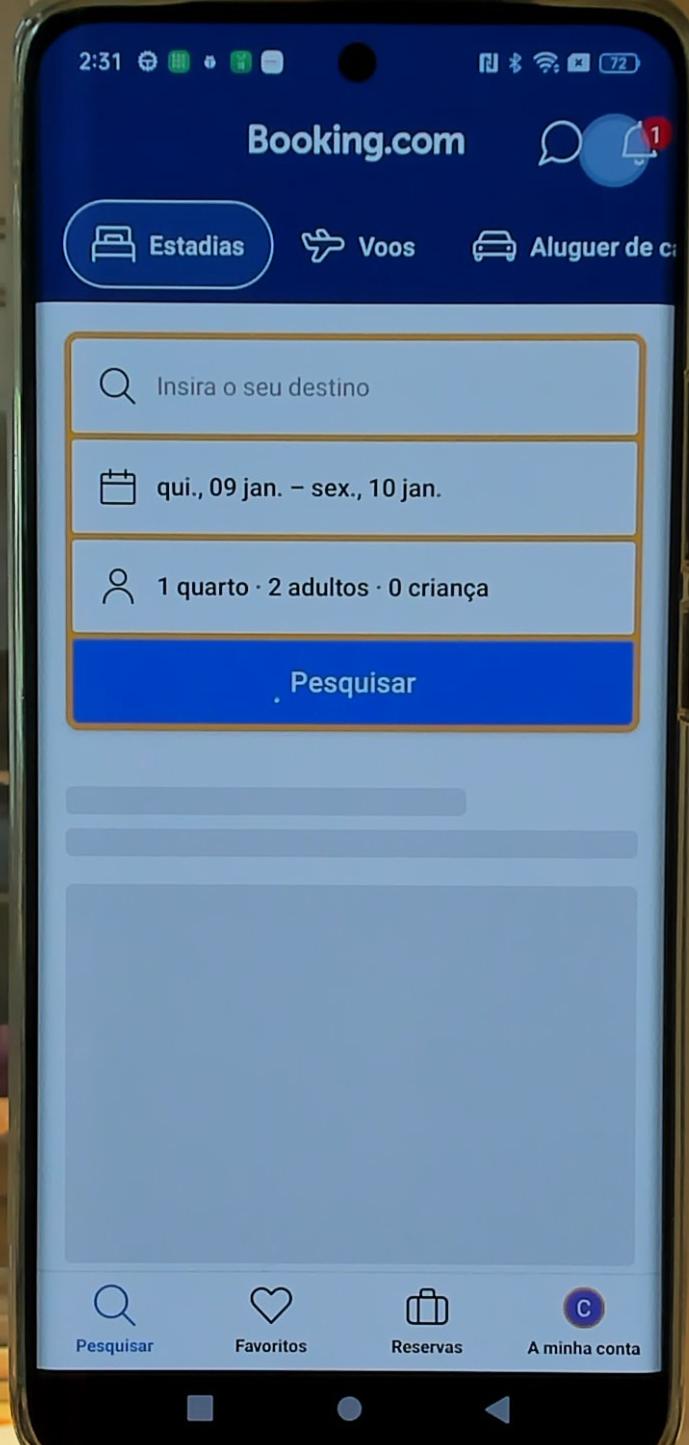 2:31 72
Booking.com
1
Estadias Voos Aluguer de ca
Insira o seu destino
qui., 09 jan. – sex., 10 jan.
1 quarto · 2 adultos · 0 criança
Pesquisar
Pesquisar Favoritos Reservas C A minha conta